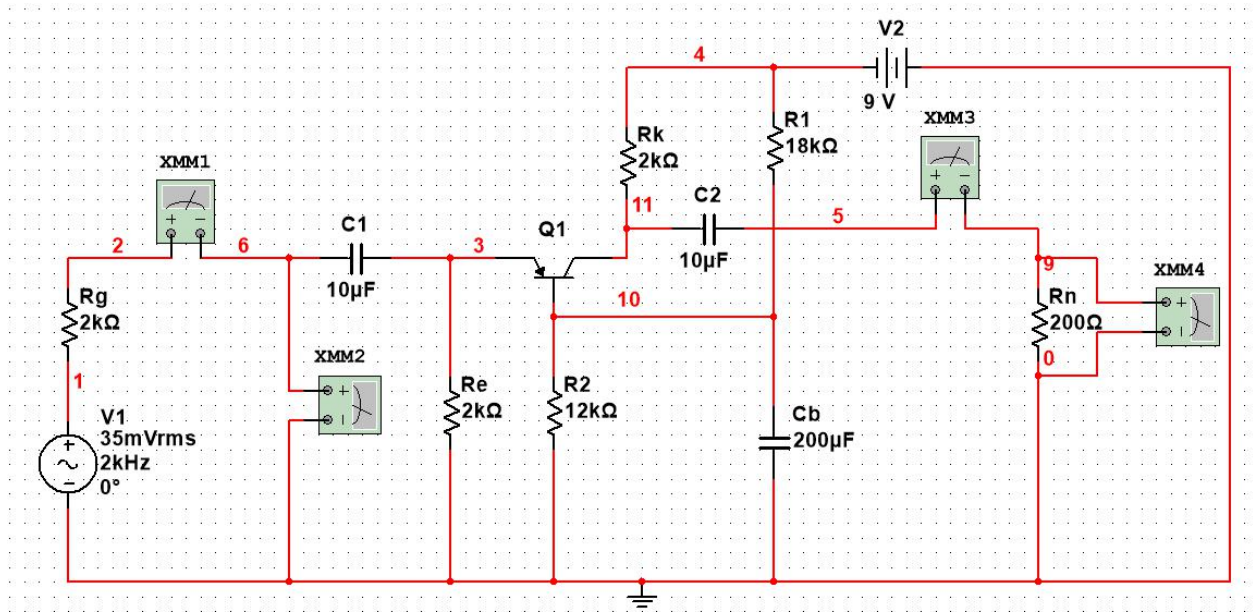 V2
4
9 V
XMM3
Rk
2kΩ
R1
18kΩ
XMM1
11
C2
5
2
6
C1
3
Q1
10µF
9
XMM4
10µF
10
Rg
2kΩ
Rn
200Ω
XMM2
0
1
Re
2kΩ
R2
12kΩ
Cb
200µF
V1
35mVrms
2kHz
0°